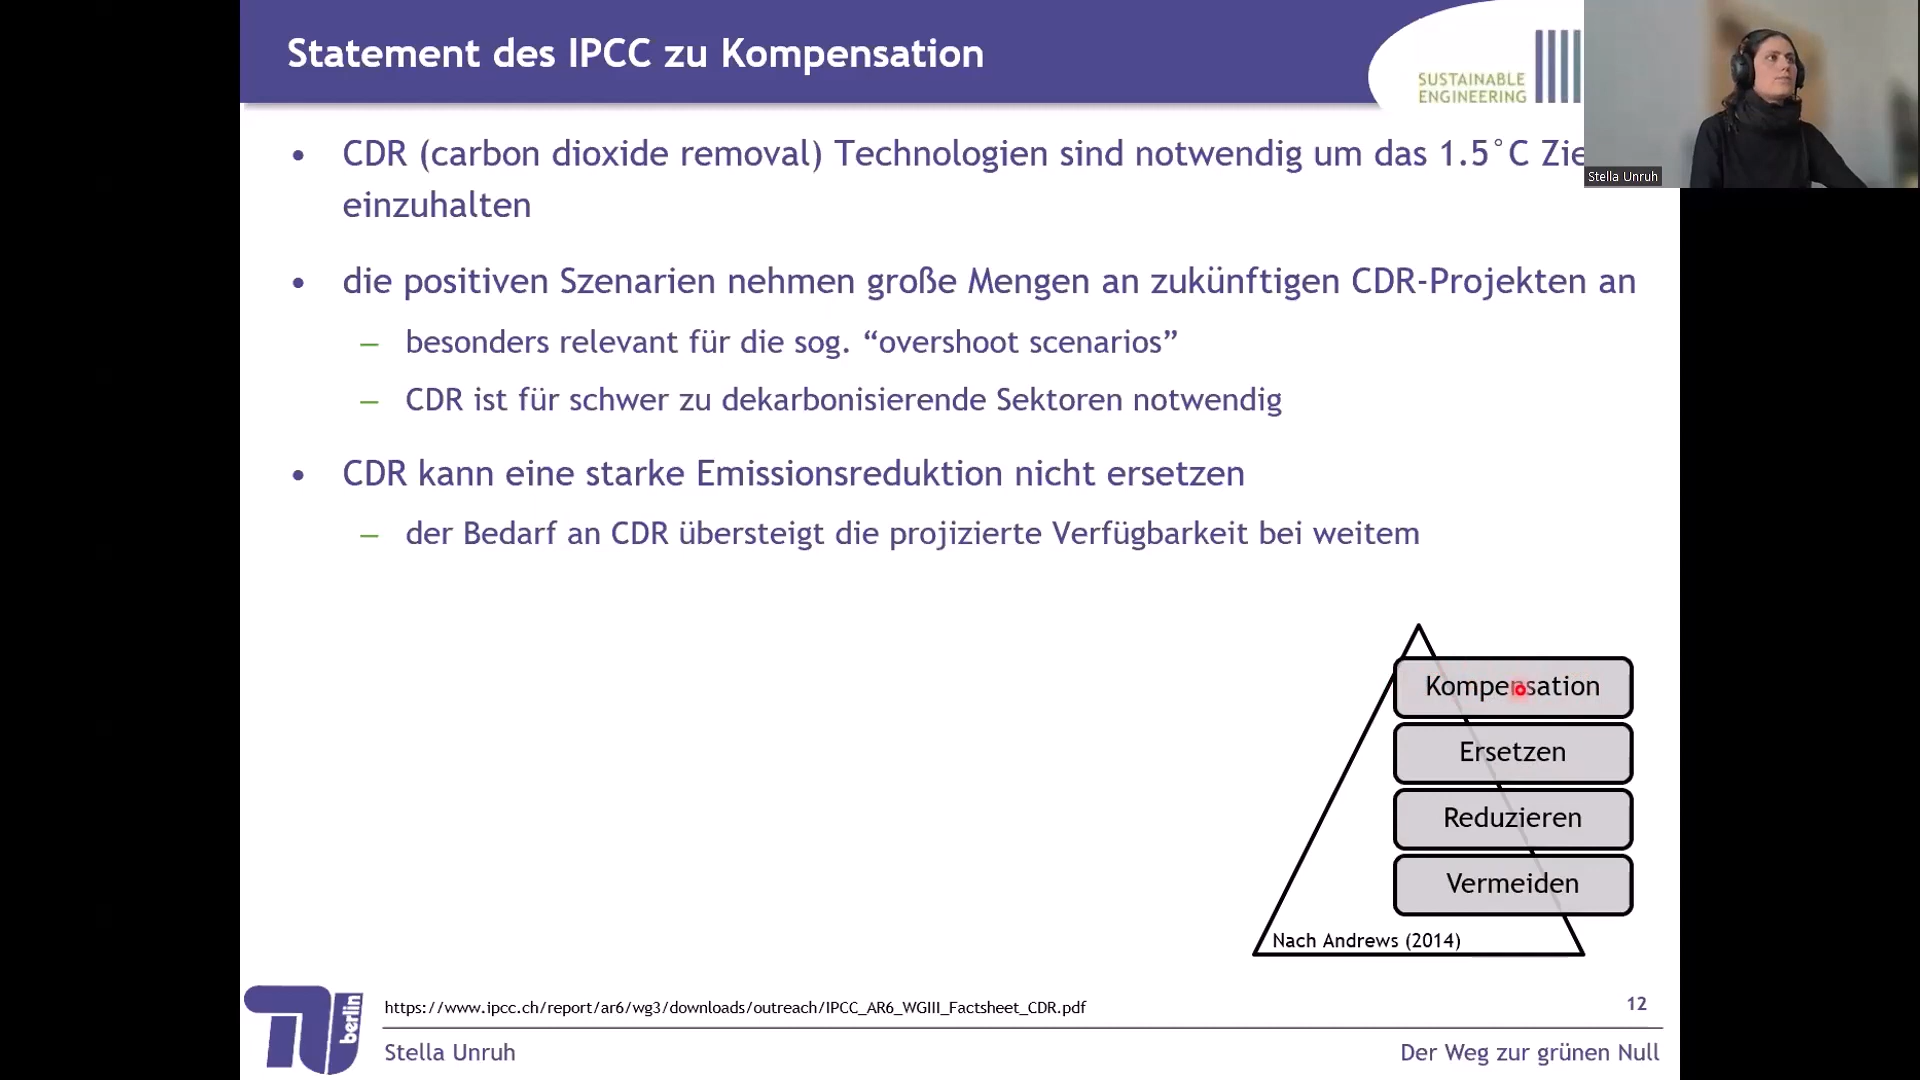 Statement des IPCC zu Kompensation
SUSTAINABLE
ENGINEERING
Stella Unruh
• CDR (carbon dioxide removal) Technologien sind notwendig um das 1.5°C Zie
einzuhalten
• die positiven Szenarien nehmen große Mengen an zukünftigen CDR-Projekten an
– besonders relevant für die sog. “overshoot scenarios”
– CDR ist für schwer zu dekarbonisierende Sektoren notwendig
• CDR kann eine starke Emissionsreduktion nicht ersetzen
– der Bedarf an CDR übersteigt die projizierte Verfügbarkeit bei weitem
Kompensation
Ersetzen
Reduzieren
Vermeiden
Nach Andrews (2014)
berlin
https://www.ipcc.ch/report/ar6/wg3/downloads/outreach/IPCC_AR6_WGIII_Factsheet_CDR.pdf
12
Stella Unruh
Der Weg zur grünen Null